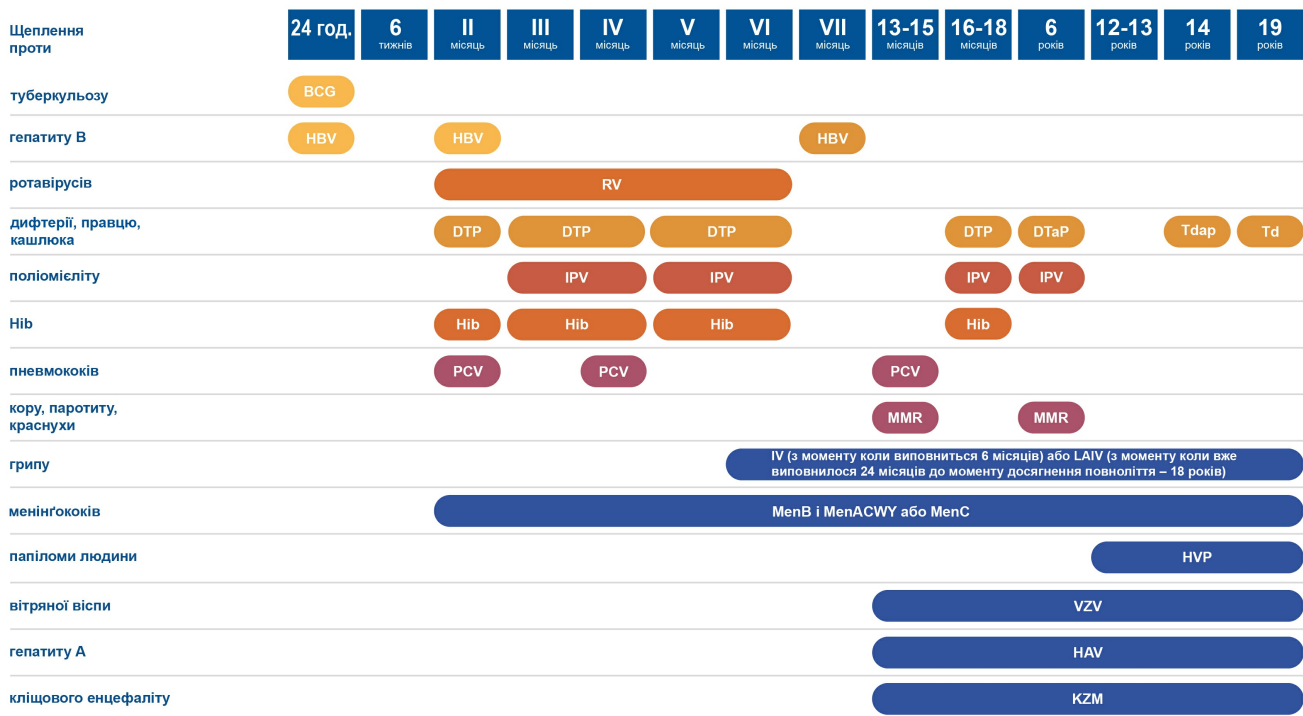 Щеплення
проти
24 год.
6
тижнів
II
місяць
III
місяць
IV
місяць
V
місяць
VI
місяць
VII
місяць
13-15
місяців
16-18
місяців
6
років
12-13
років
14
років
19
років
туберкульозу
BCG
гепатиту В
HBV
HBV
HBV
ротавірусів
RV
дифтерії, правцю,
кашлюка
DTP
DTP
DTP
DTP
DTaP
Tdap
Td
поліомієліту
IPV
IPV
IPV
IPV
Hib
Hib
Hib
Hib
Hib
пневмококів
PCV
PCV
PCV
кору, паротиту,
краснухи
MMR
MMR
грипу
IV (з моменту коли виповниться 6 місяців) або LAIV (з моменту коли вже
виповнилося 24 місяців до моменту досягнення повноліття – 18 років)
менінґококів
MenB і MenACWY або MenC
папіломи людини
HVP
вітряної віспи
VZV
гепатиту А
HAV
кліщового енцефаліту
KZM